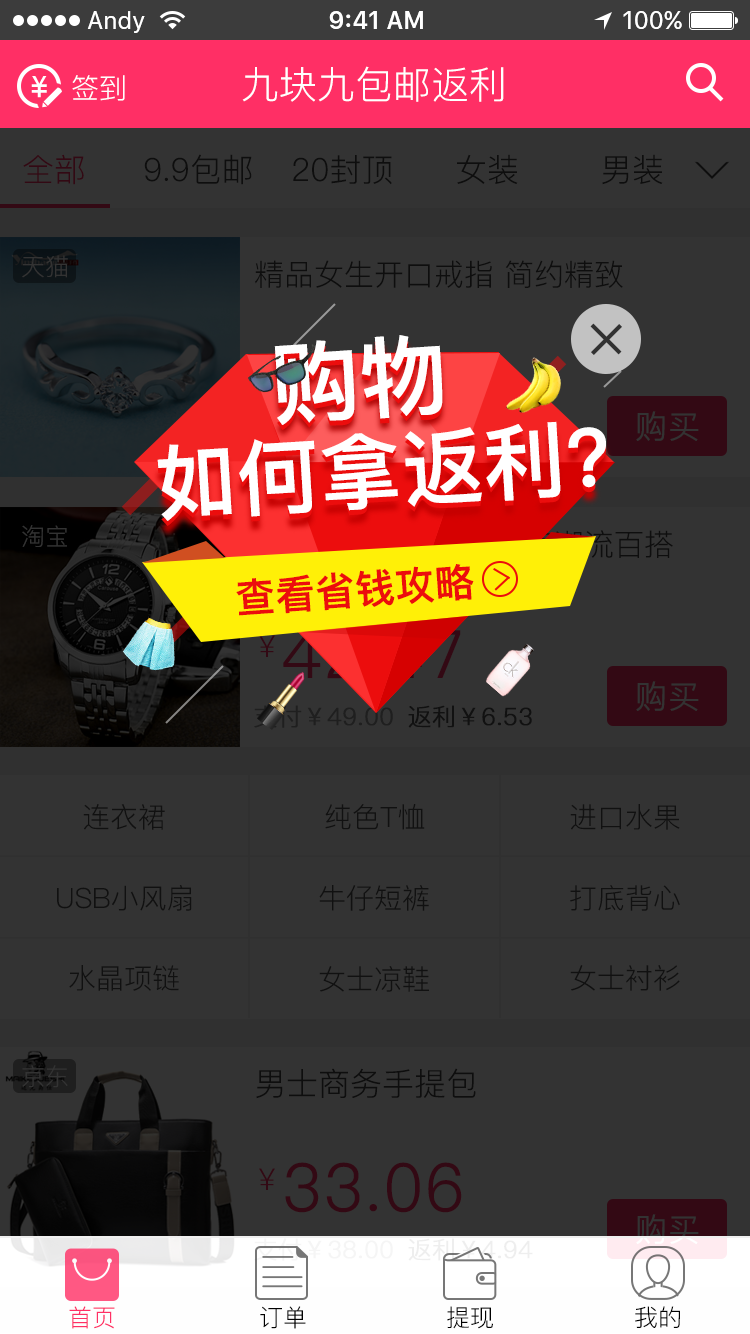 Andy 9:41 AM 100%
签到 九块九包邮返利
全部 9.9包邮 20封顶 女装 男装
天猫
精品女生开口戒指 简约精致
购物
如何拿返利?
购买
淘宝
流百搭
查看省钱攻略
¥
支付¥49.00 返利¥6.53
购买
连衣裙 纯色T恤 进口水果
USB小风扇 牛仔短裤 打底背心
水晶项链 女士凉鞋 女士衬衫
京东
男士商务手提包
¥33.06
购买
支付¥38.00 返利¥4.94
首页 订单 提现 我的